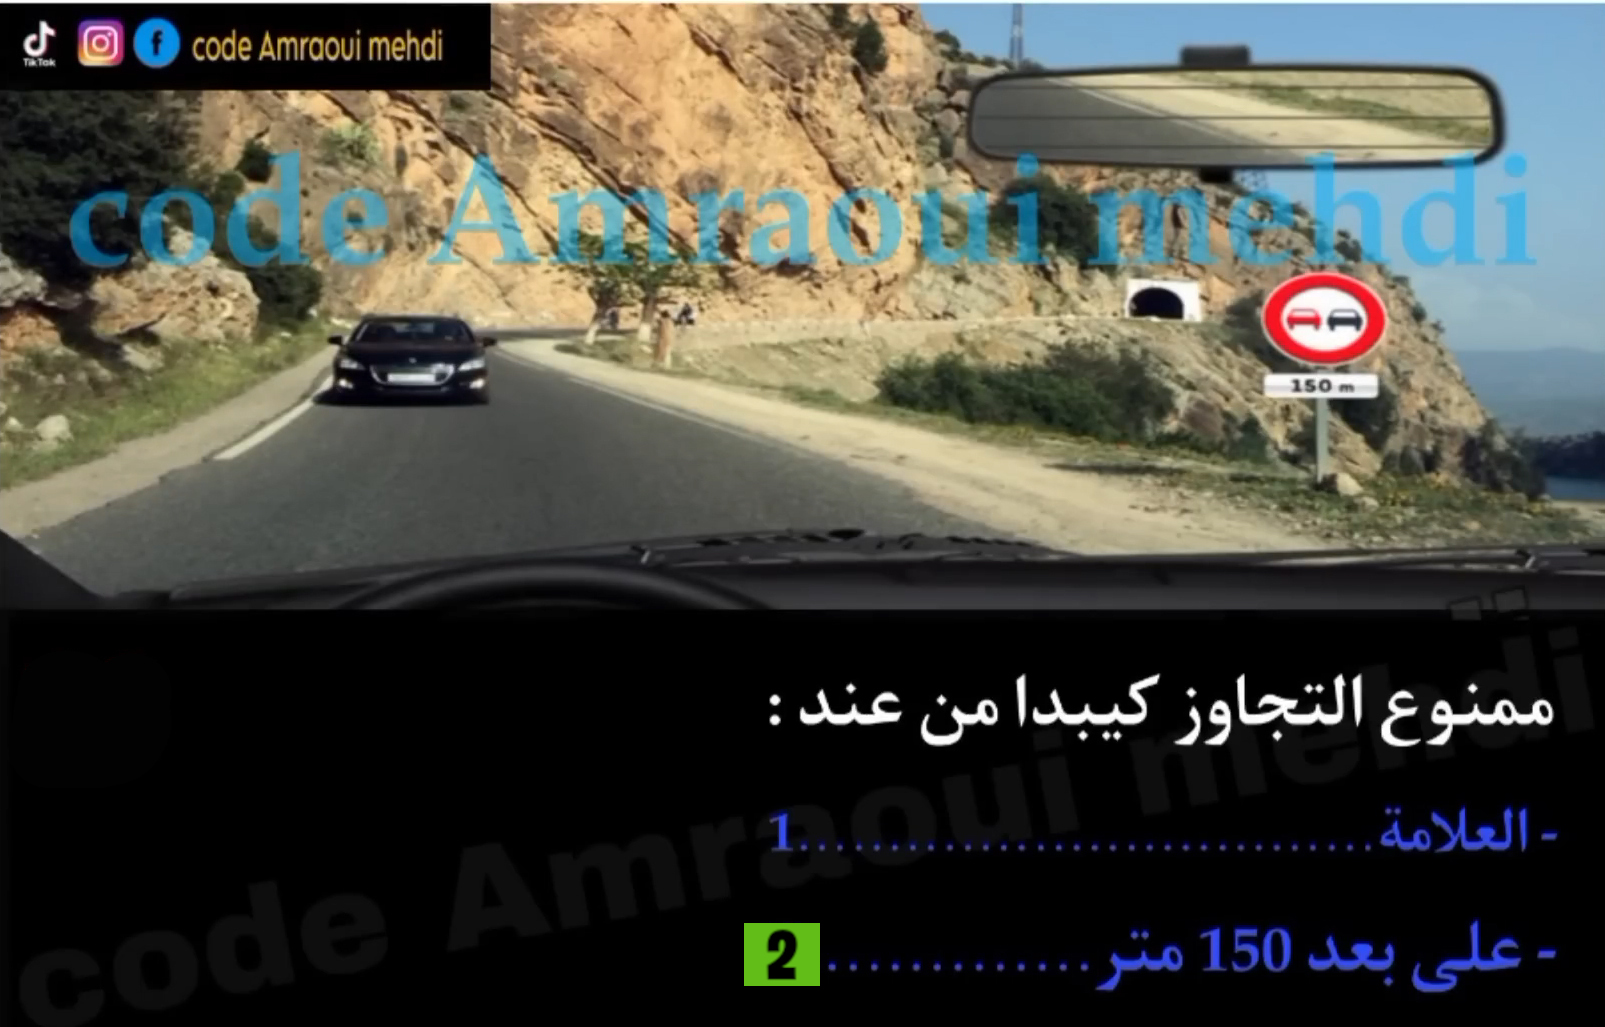 TikTok code Amraoui mehdi
code Amraoui mehdi
150 m
ممنوع التجاوز كيبدا من عند :
- العلامة................................1
- على بعد 150 متر............. 2
code Amraoui mehdi